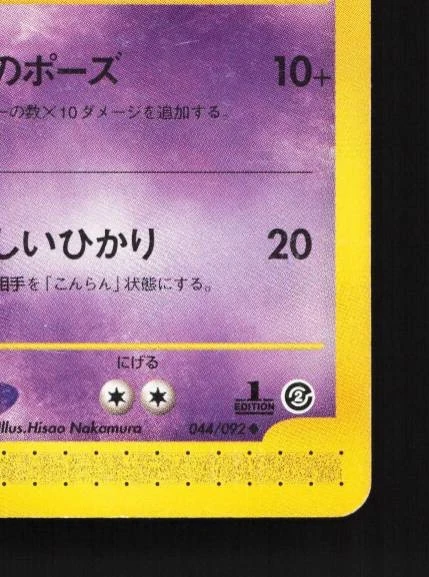 のポーズ 10+
ーの数×10ダメージを追加する。
しいひかり 20
相手を「こんらん」状態にする。
にげる
1 EDITION 2
Illus.Hisao Nakamura 044/092◆